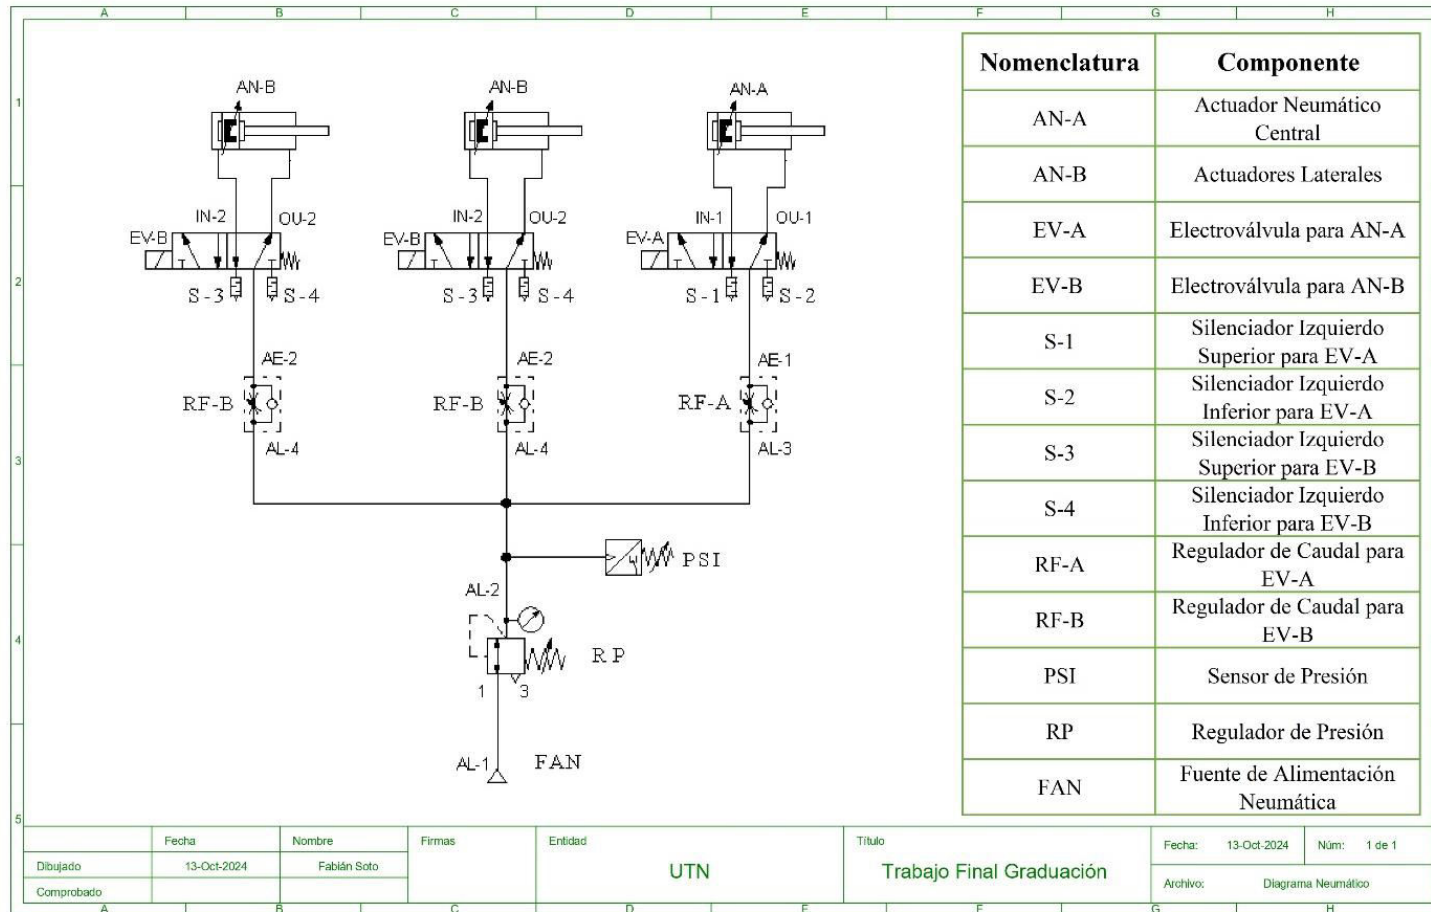 A B C D E F G H
1
2
3
4
5
AN-B
AN-B
AN-A
IN-2
OU-2
EV-B
S-3
S-4
IN-2
OU-2
EV-B
S-3
S-4
IN-1
OU-1
EV-A
S-1
S-2
AE-2
RF-B
AL-4
AE-2
RF-B
AL-4
AE-1
RF-A
AL-3
PSI
AL-2
RP
1 3
AL-1
FAN
Nomenclatura Componente
AN-A Actuador Neumático
Central
AN-B Actuadores Laterales
EV-A Electroválvula para AN-A
EV-B Electroválvula para AN-B
S-1 Silenciador Izquierdo
Superior para EV-A
S-2 Silenciador Izquierdo
Inferior para EV-A
S-3 Silenciador Izquierdo
Superior para EV-B
S-4 Silenciador Izquierdo
Inferior para EV-B
RF-A Regulador de Caudal para
EV-A
RF-B Regulador de Caudal para
EV-B
PSI Sensor de Presión
RP Regulador de Presión
FAN Fuente de Alimentación
Neumática
Fecha Nombre Firmas Entidad Título
Dibujado 13-Oct-2024 Fabián Soto
Comprobado
UTN
Trabajo Final Graduación
Fecha: 13-Oct-2024 Núm: 1 de 1
Archivo: Diagrama Neumático
A B C D E F G H